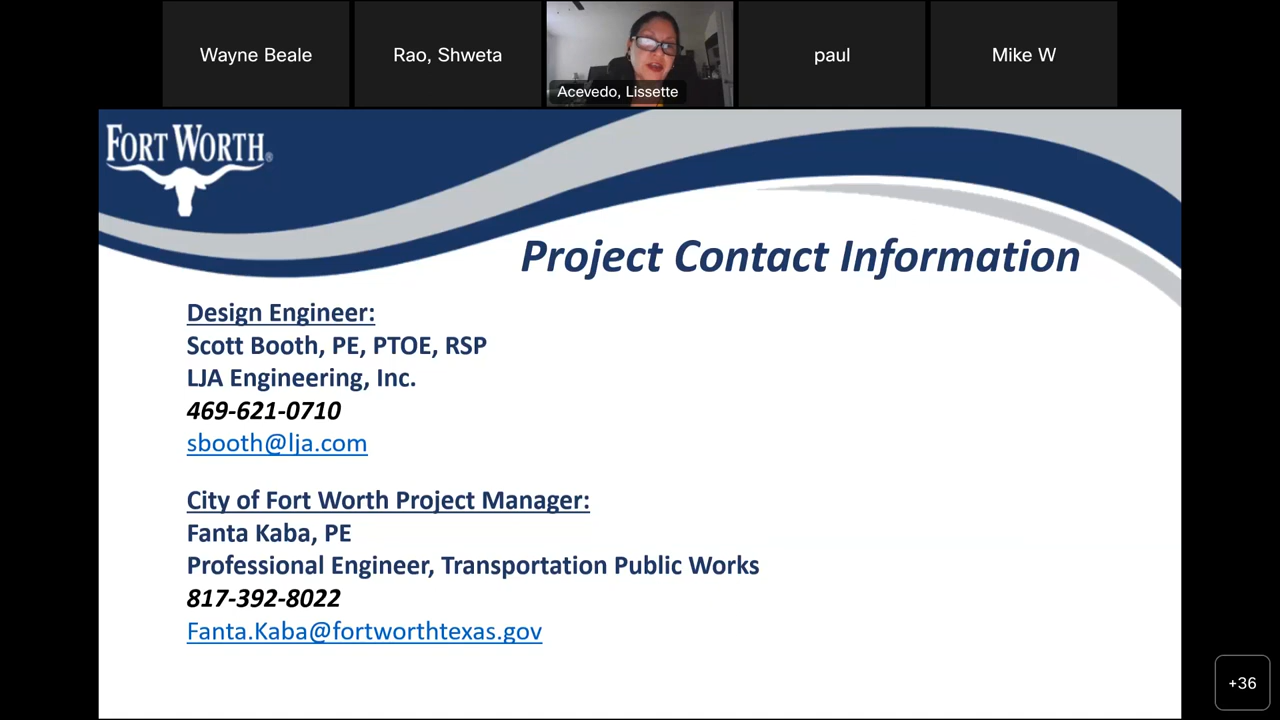 Wayne Beale
Rao, Shweta
Acevedo, Lissette
paul
Mike W
FORT WORTH®
Project Contact Information
Design Engineer:
Scott Booth, PE, PTOE, RSP
LJA Engineering, Inc.
469-621-0710
sbooth@lja.com
City of Fort Worth Project Manager:
Fanta Kaba, PE
Professional Engineer, Transportation Public Works
817-392-8022
Fanta.Kaba@fortworthtexas.gov
+36